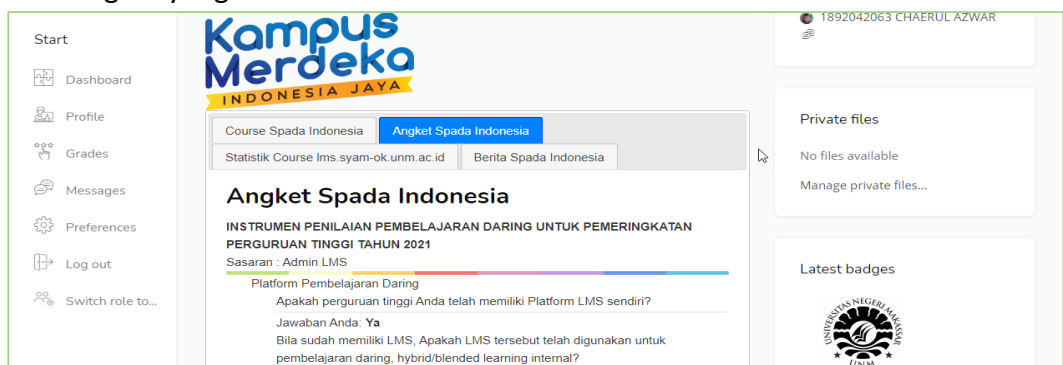 Start
Dashboard
Profile
Grades
Messages
Preferences
Log out
Switch role to...
Kampus
Merdeka
INDONESIA JAYA
Course Spada Indonesia
Angket Spada Indonesia
Statistik Course lms.syam-ok.unm.ac.id
Berita Spada Indonesia
Angket Spada Indonesia
INSTRUMEN PENILAIAN PEMBELAJARAN DARING UNTUK PEMERINGKATAN
PERGURUAN TINGGI TAHUN 2021
Sasaran : Admin LMS
Platform Pembelajaran Daring
Apakah perguruan tinggi Anda telah memiliki Platform LMS sendiri?
Jawaban Anda: Ya
Bila sudah memiliki LMS, Apakah LMS tersebut telah digunakan untuk
pembelajaran daring, hybrid/blended learning internal?
1892042063 CHAERUL AZWAR
Private files
No files available
Manage private files...
Latest badges
UNIVERSITAS NEGERI MAKASSAR
UNM